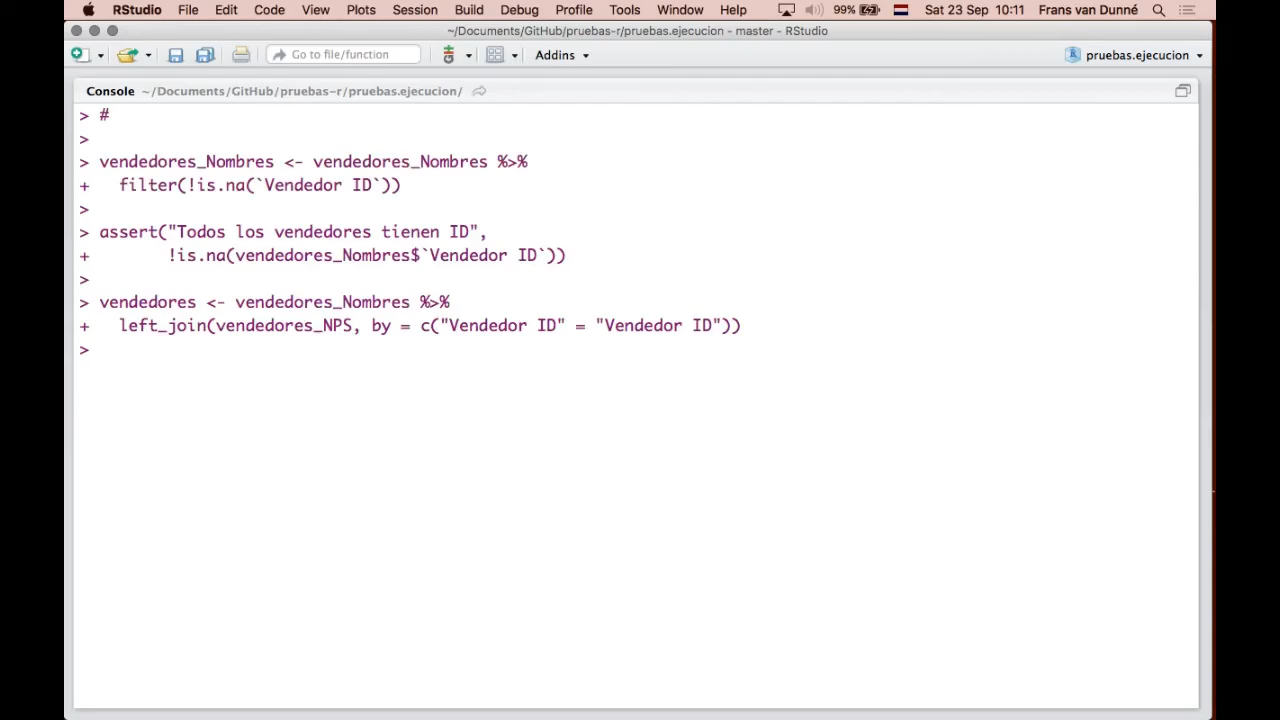 RStudio File Edit Code View Plots Session Build Debug Profile Tools Window Help 99% Sat 23 Sep 10:11 Frans van Dunné
~/Documents/GitHub/pruebas-r/pruebas.ejecucion - master - RStudio
Go to file/function Addins pruebas.ejecucion
Console ~/Documents/GitHub/pruebas-r/pruebas.ejecucion/
> #
>
> vendedores_Nombres <- vendedores_Nombres %>%
+   filter(!is.na(`Vendedor ID`))
>
> assert("Todos los vendedores tienen ID",
+        !is.na(vendedores_Nombres$`Vendedor ID`))
>
> vendedores <- vendedores_Nombres %>%
+   left_join(vendedores_NPS, by = c("Vendedor ID" = "Vendedor ID"))
>